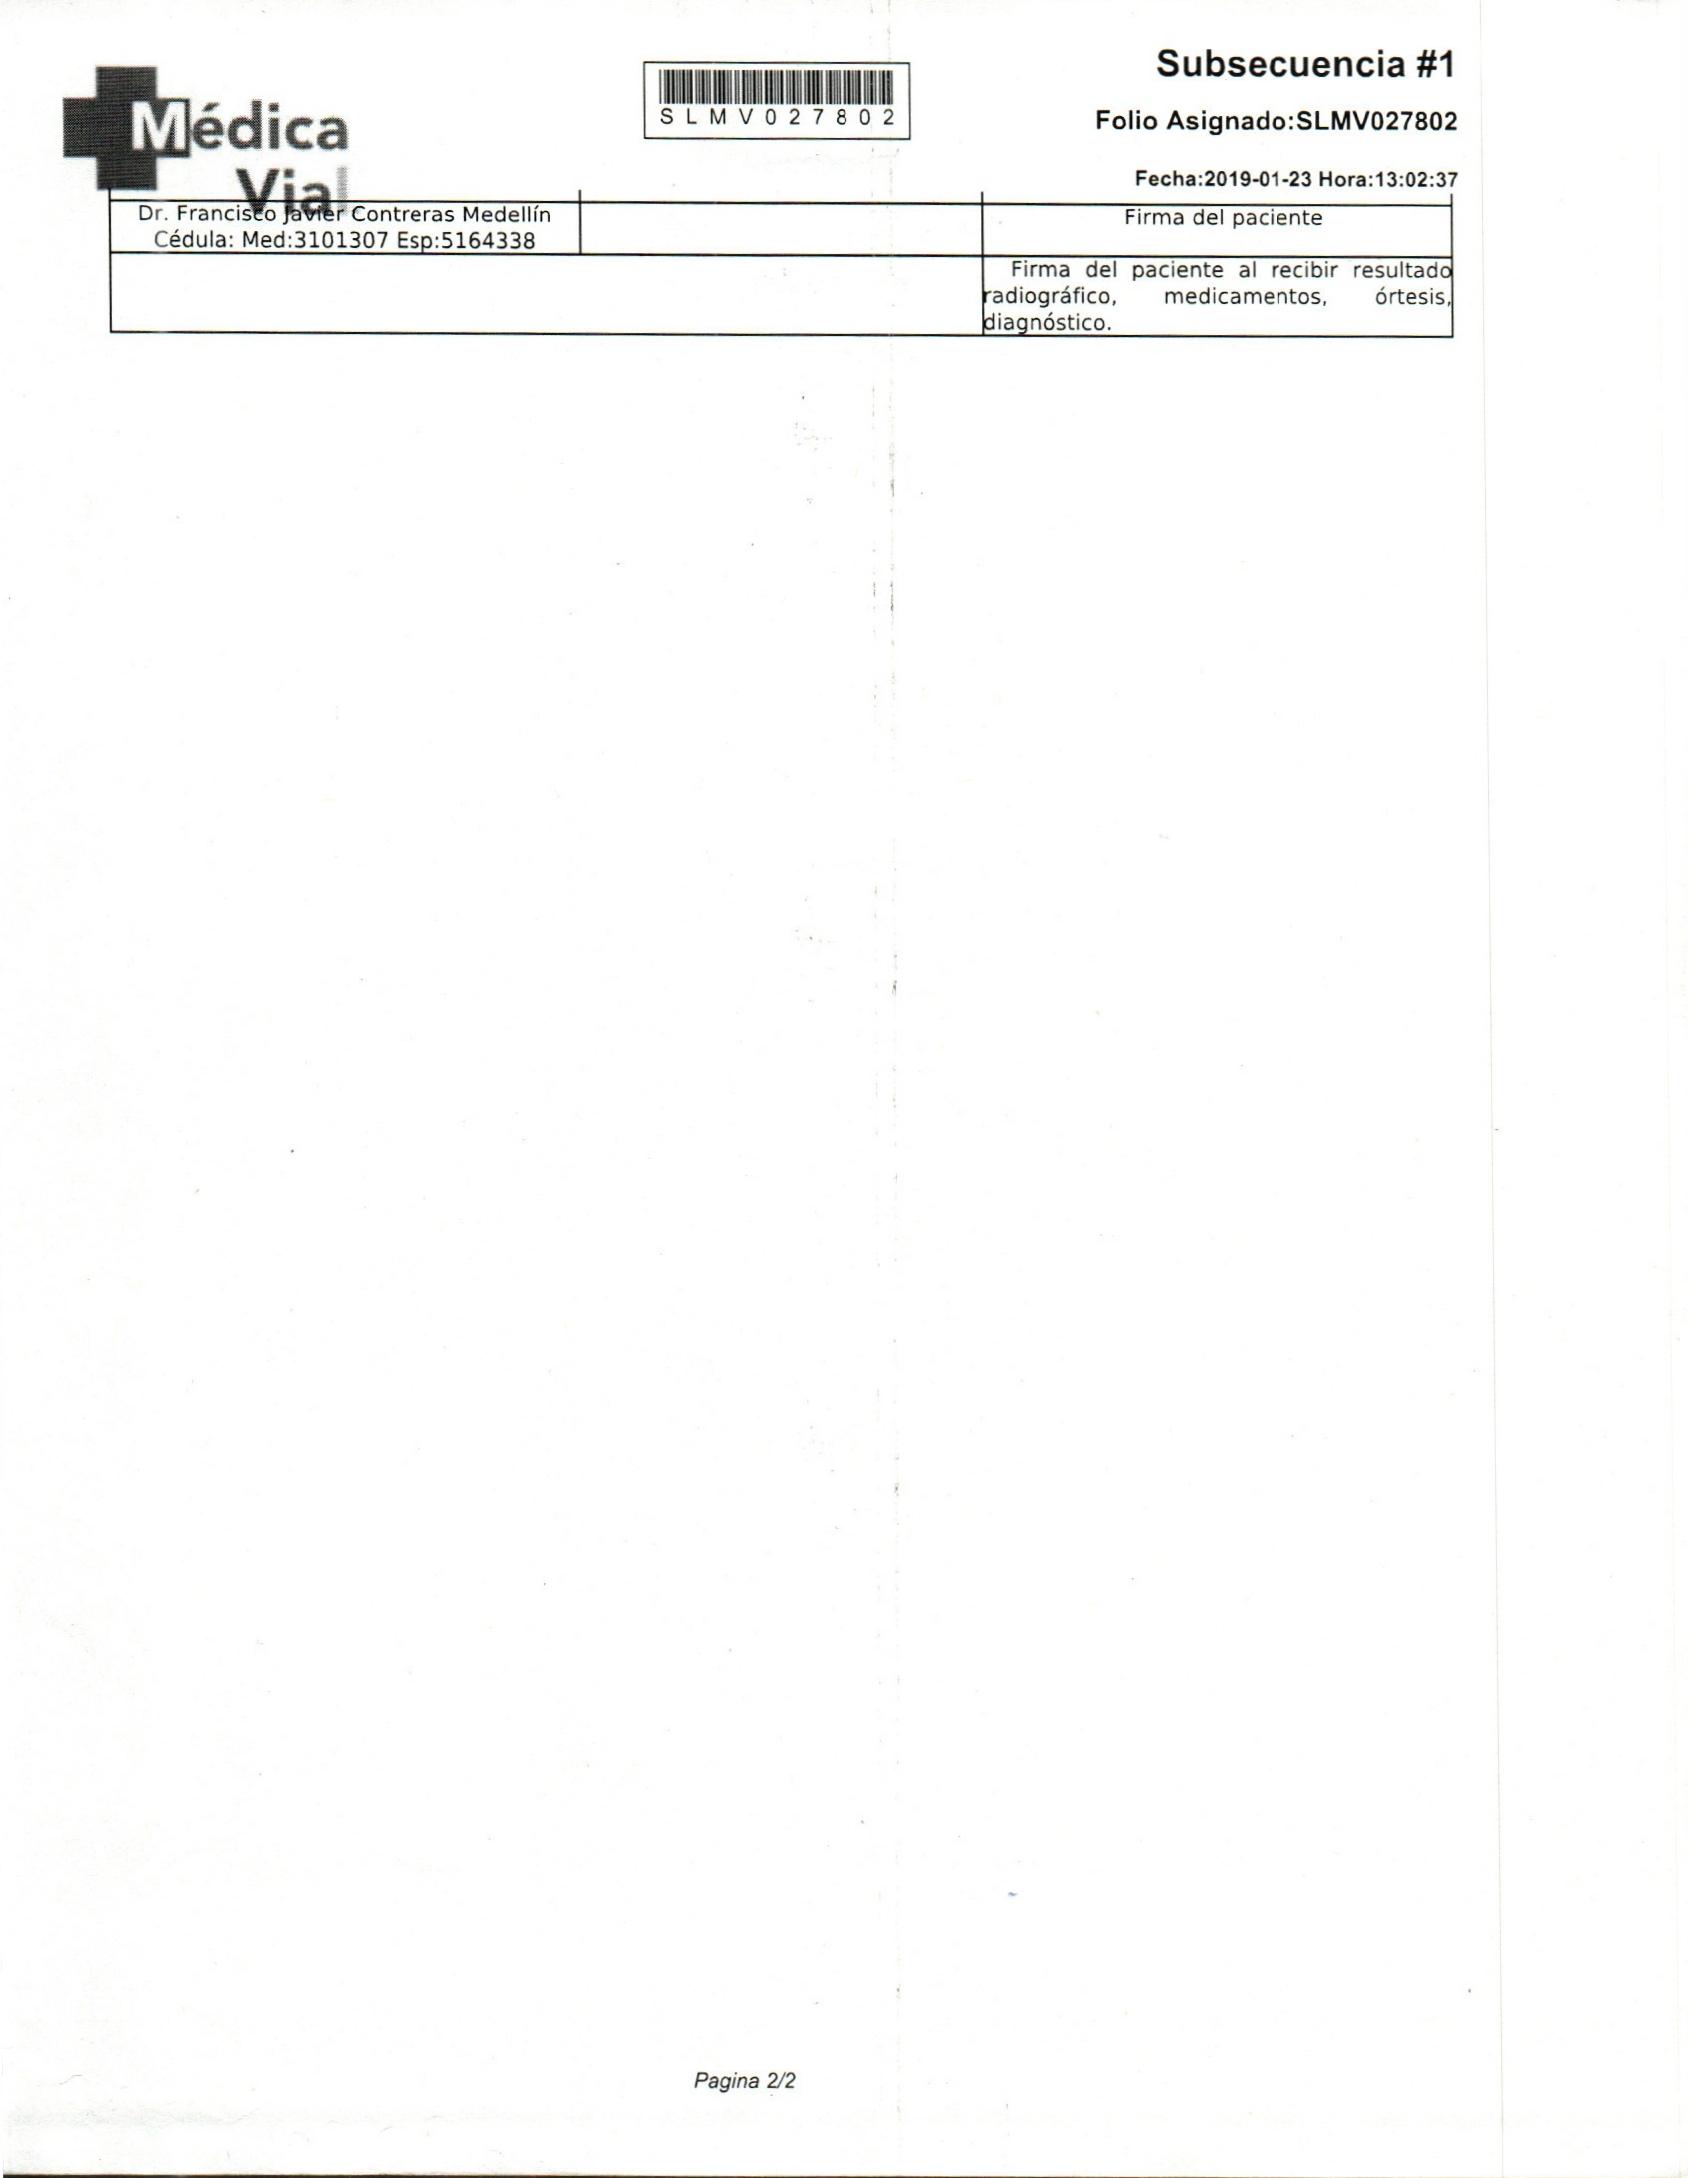 Médica
Vial
SLMV027802
Subsecuencia #1
Folio Asignado:SLMV027802
Fecha:2019-01-23 Hora:13:02:37
Dr. Francisco Javier Contreras Medellín
Cédula: Med:3101307 Esp:5164338
Firma del paciente
Firma del paciente al recibir resultado
radiográfico, medicamentos, órtesis,
diagnóstico.
Pagina 2/2